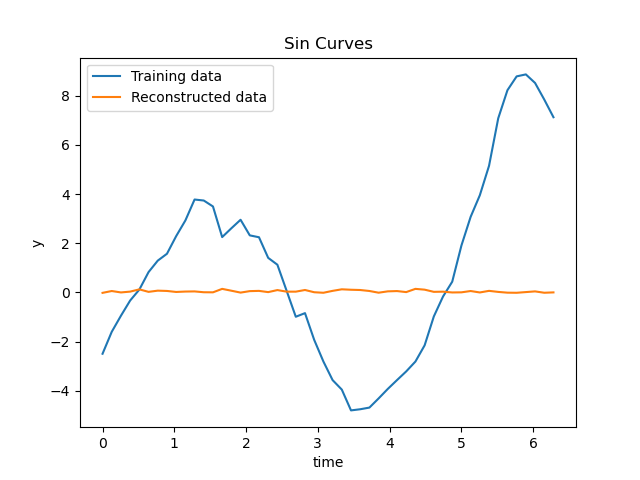 Sin Curves
Training data
Reconstructed data
8
6
4
2
0
−2
−4
y
0 1 2 3 4 5 6
time